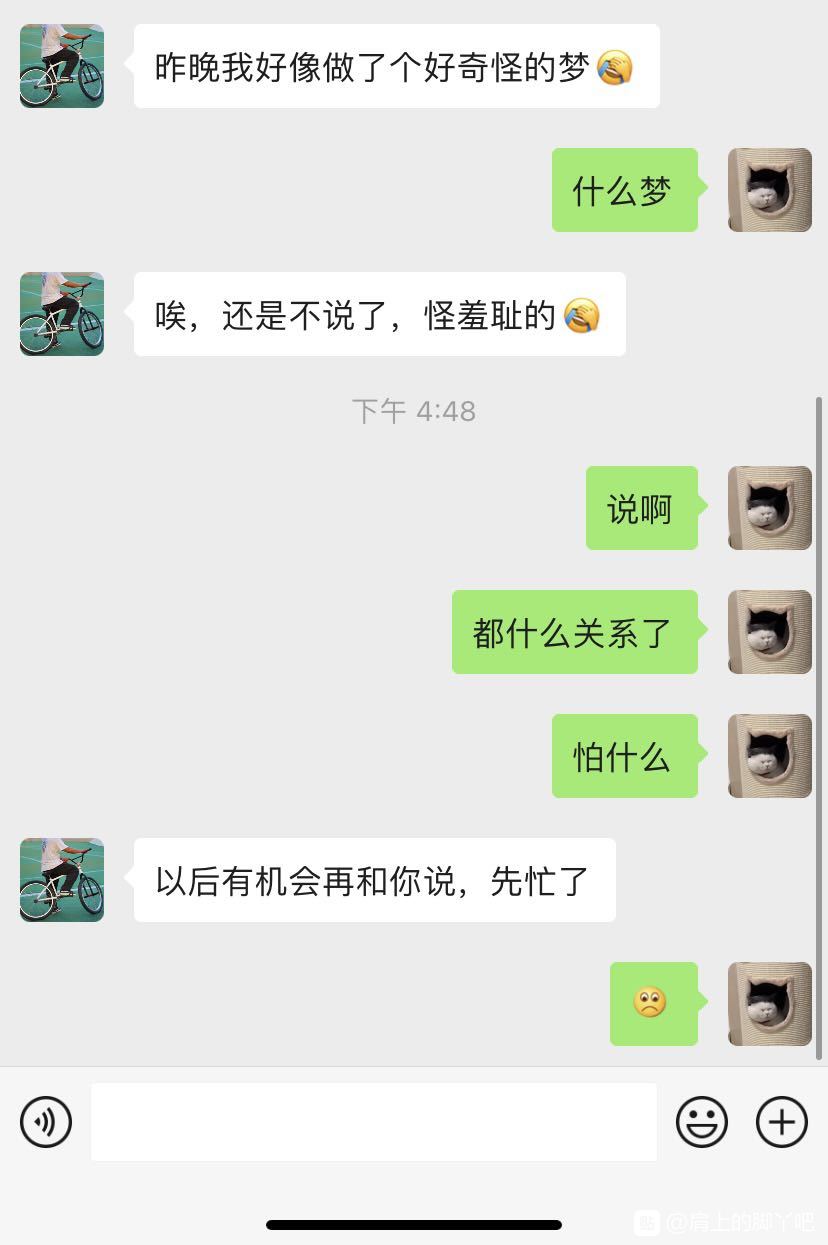 昨晚我好像做了个好奇怪的梦🤦
什么梦
唉，还是不说了，怪羞耻的🤦
下午 4:48
说啊
都什么关系了
怕什么
以后有机会再和你说，先忙了
🙁
贴 @肩上的脚丫吧